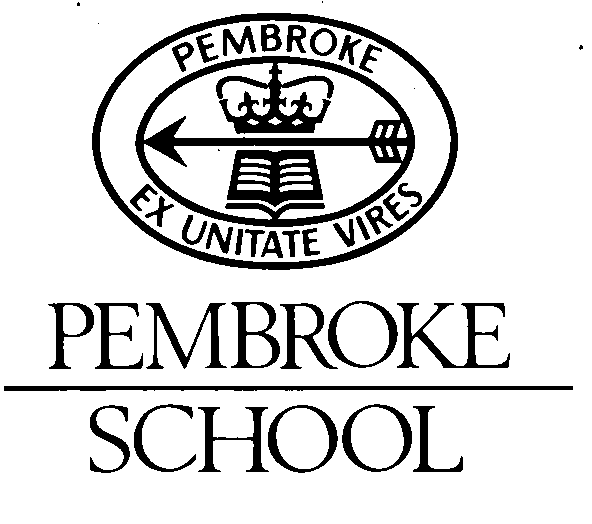 PEMBROKE
EX UNITATE VIRES
PEMBROKE
SCHOOL